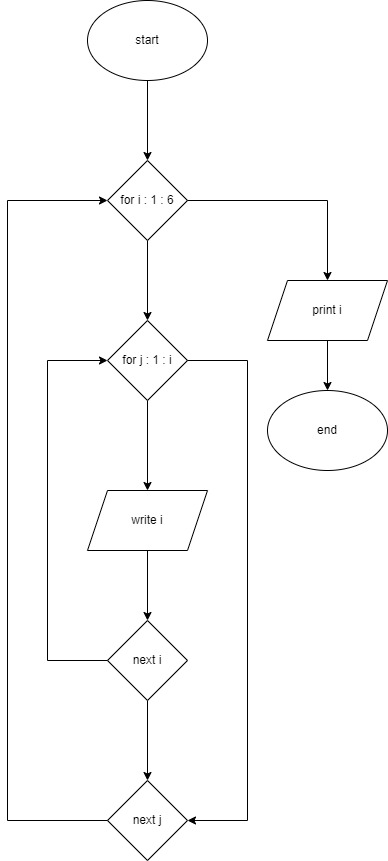 start
for i : 1 : 6
print i
for j : 1 : i
end
write i
next i
next j